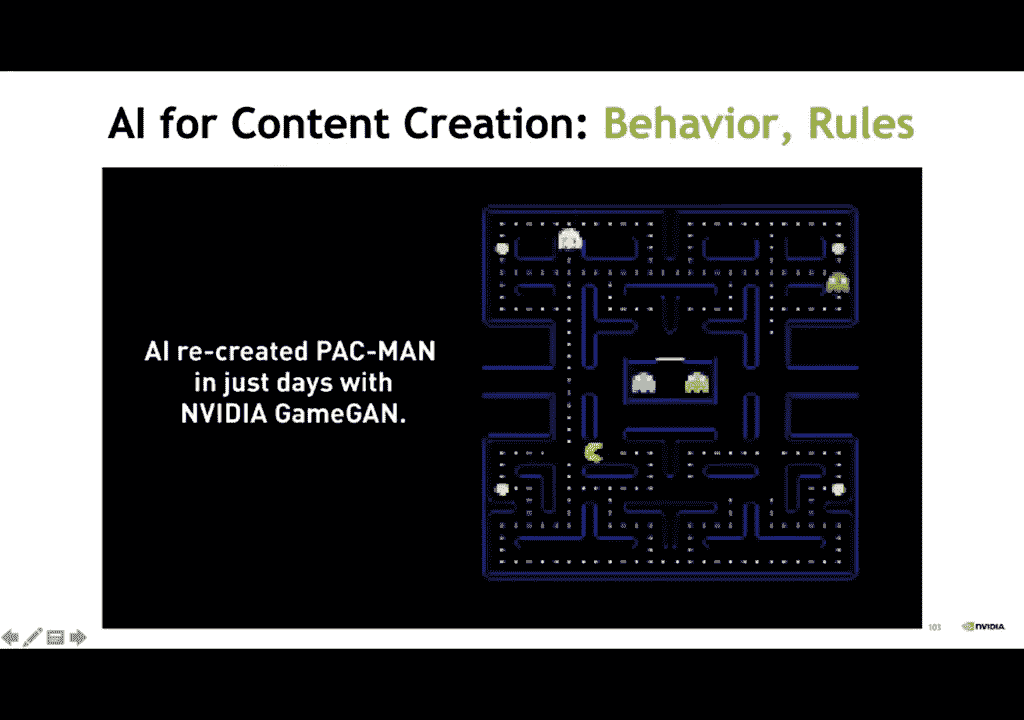 AI for Content Creation: Behavior, Rules
AI re-created PAC-MAN
in just days with
NVIDIA GameGAN.
103
NVIDIA.